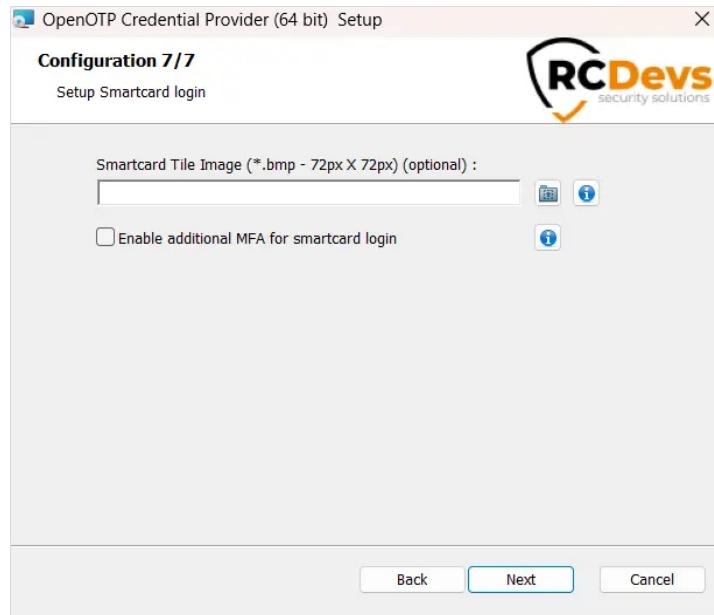 OpenOTP Credential Provider (64 bit) Setup
Configuration 7/7
Setup Smartcard login
RCDevs
security solutions
Smartcard Tile Image (*.bmp - 72px X 72px) (optional) :
Enable additional MFA for smartcard login
Back
Next
Cancel